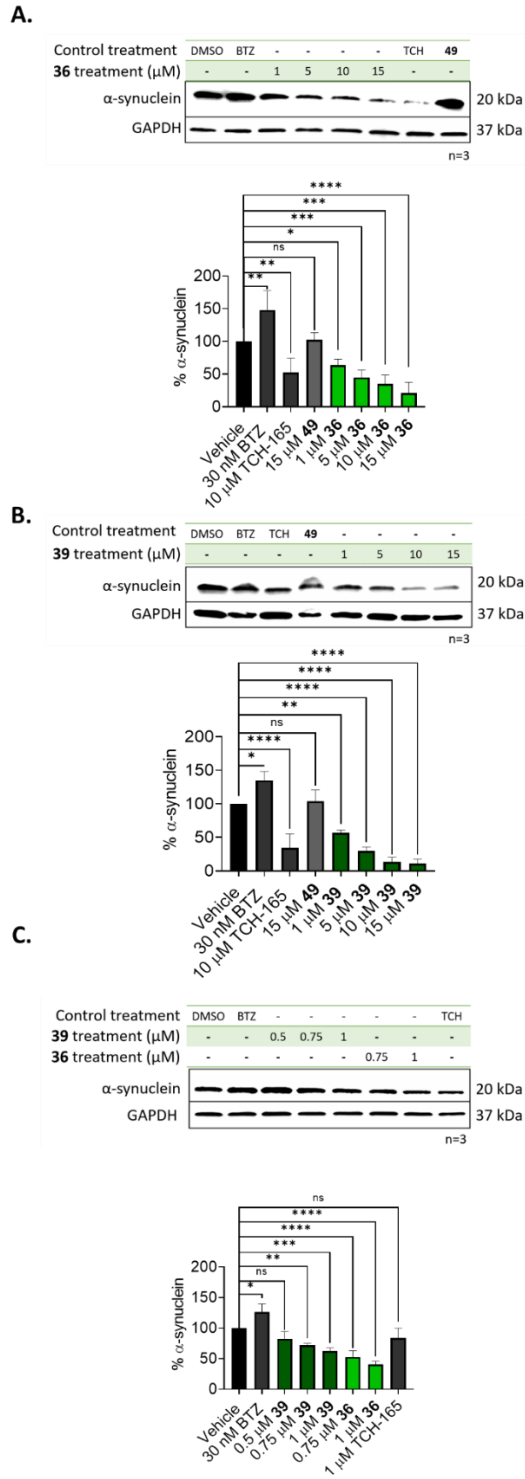 A.
Control treatment DMSO BTZ - - - - TCH 49
36 treatment (μM) - - 1 5 10 15 - -
α-synuclein 20 kDa
GAPDH 37 kDa
n=3
****
***
***
*
ns
**
**
200
150
100
50
0
% α-synuclein
Vehicle
30 nM BTZ
10 μM TCH-165
15 μM 49
1 μM 36
5 μM 36
10 μM 36
15 μM 36
B.
Control treatment DMSO BTZ TCH 49 - - - -
39 treatment (μM) - - - - 1 5 10 15
α-synuclein 20 kDa
GAPDH 37 kDa
n=3
****
****
****
**
ns
****
*
200
150
100
50
0
% α-synuclein
Vehicle
30 nM BTZ
10 μM TCH-165
15 μM 49
1 μM 39
5 μM 39
10 μM 39
15 μM 39
C.
Control treatment DMSO BTZ - - - - - TCH
39 treatment (μM) - - 0.5 0.75 1 - - -
36 treatment (μM) - - - - - 0.75 1 -
α-synuclein 20 kDa
GAPDH 37 kDa
n=3
ns
****
****
***
**
ns
*
200
150
100
50
0
% α-synuclein
Vehicle
30 nM BTZ
0.5 μM 39
0.75 μM 39
1 μM 39
0.75 μM 36
1 μM 36
1 μM TCH-165